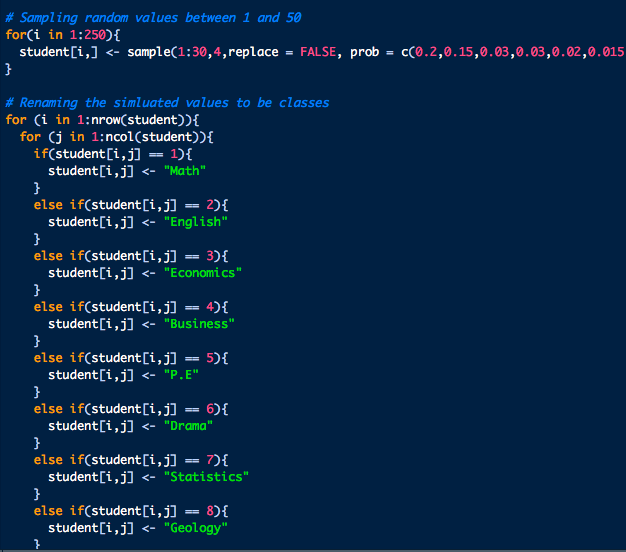 # Sampling random values between 1 and 50
for(i in 1:250){
  student[i,] <- sample(1:30,4,replace = FALSE, prob = c(0.2,0.15,0.03,0.03,0.02,0.015
}
# Renaming the simluated values to be classes
for (i in 1:nrow(student)){
  for (j in 1:ncol(student)){
    if(student[i,j] == 1){
      student[i,j] <- "Math"
    }
    else if(student[i,j] == 2){
      student[i,j] <- "English"
    }
    else if(student[i,j] == 3){
      student[i,j] <- "Economics"
    }
    else if(student[i,j] == 4){
      student[i,j] <- "Business"
    }
    else if(student[i,j] == 5){
      student[i,j] <- "P.E"
    }
    else if(student[i,j] == 6){
      student[i,j] <- "Drama"
    }
    else if(student[i,j] == 7){
      student[i,j] <- "Statistics"
    }
    else if(student[i,j] == 8){
      student[i,j] <- "Geology"
    }